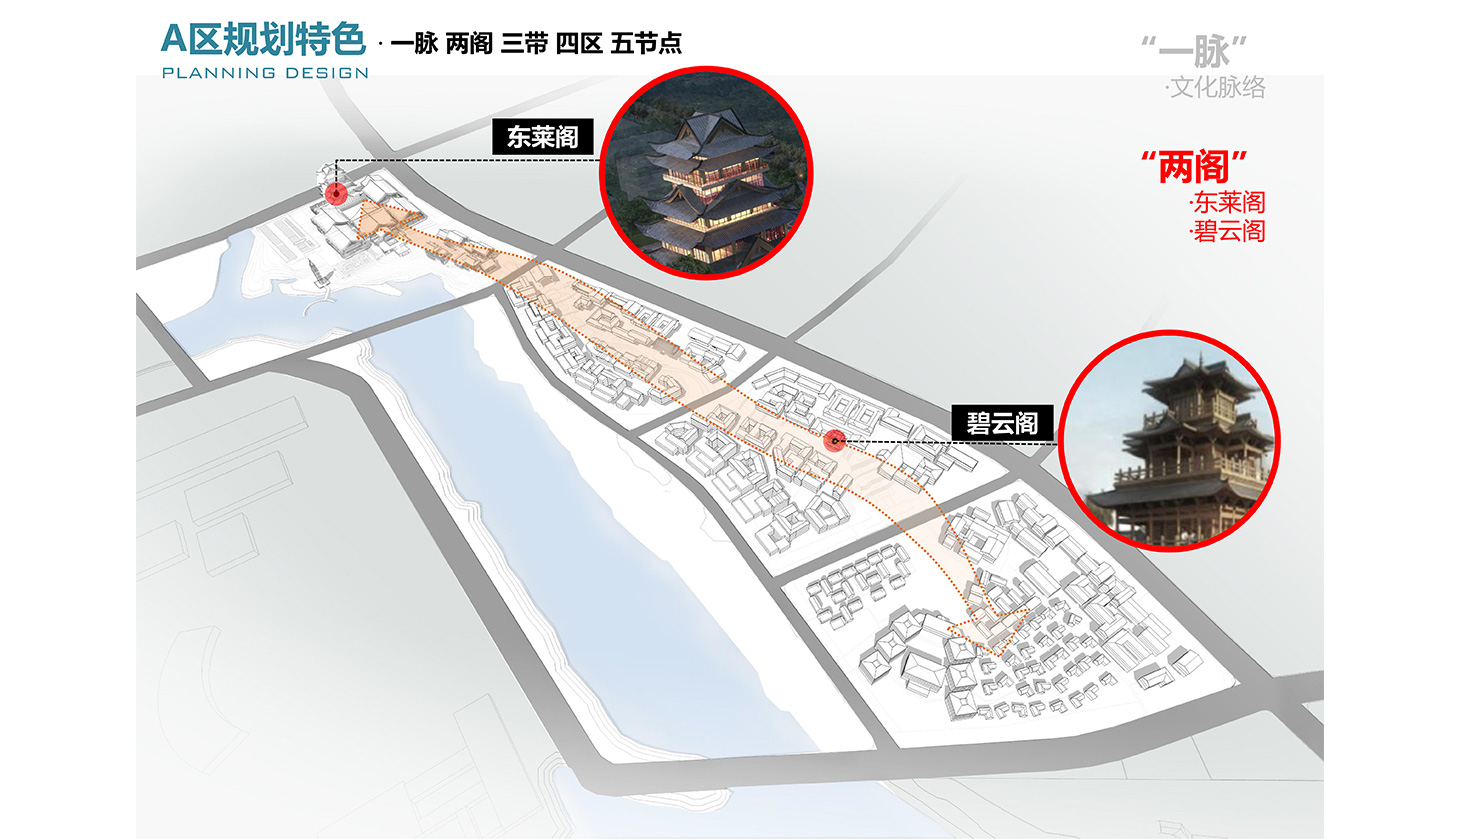 A区规划特色 · 一脉 两阁 三带 四区 五节点
PLANNING DESIGN
“一脉”
·文化脉络
东莱阁
“两阁”
·东莱阁
·碧云阁
碧云阁